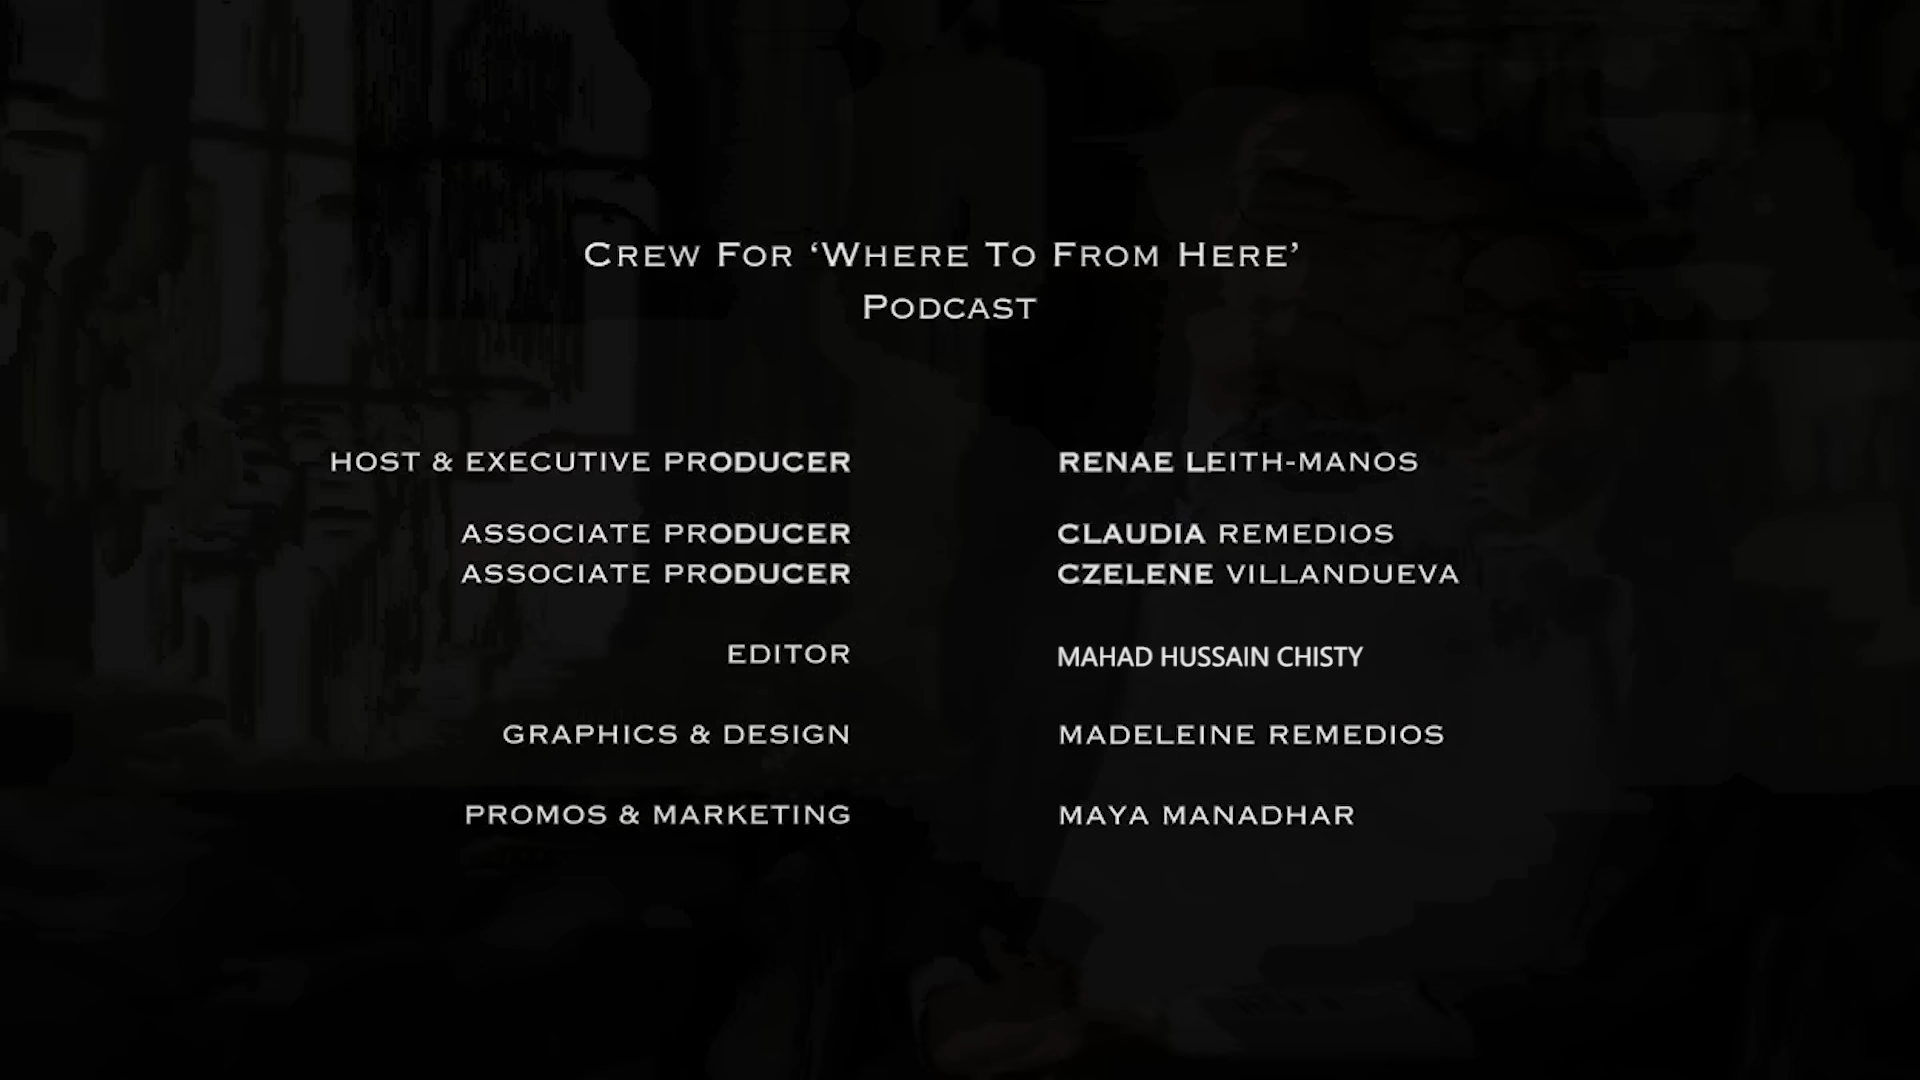 Crew For ‘Where To From Here’
Podcast
HOST & EXECUTIVE PRODUCER RENAE LEITH-MANOS
ASSOCIATE PRODUCER CLAUDIA REMEDIOS
ASSOCIATE PRODUCER CZELENE VILLANDUEVA
EDITOR MAHAD HUSSAIN CHISTY
GRAPHICS & DESIGN MADELEINE REMEDIOS
PROMOS & MARKETING MAYA MANADHAR